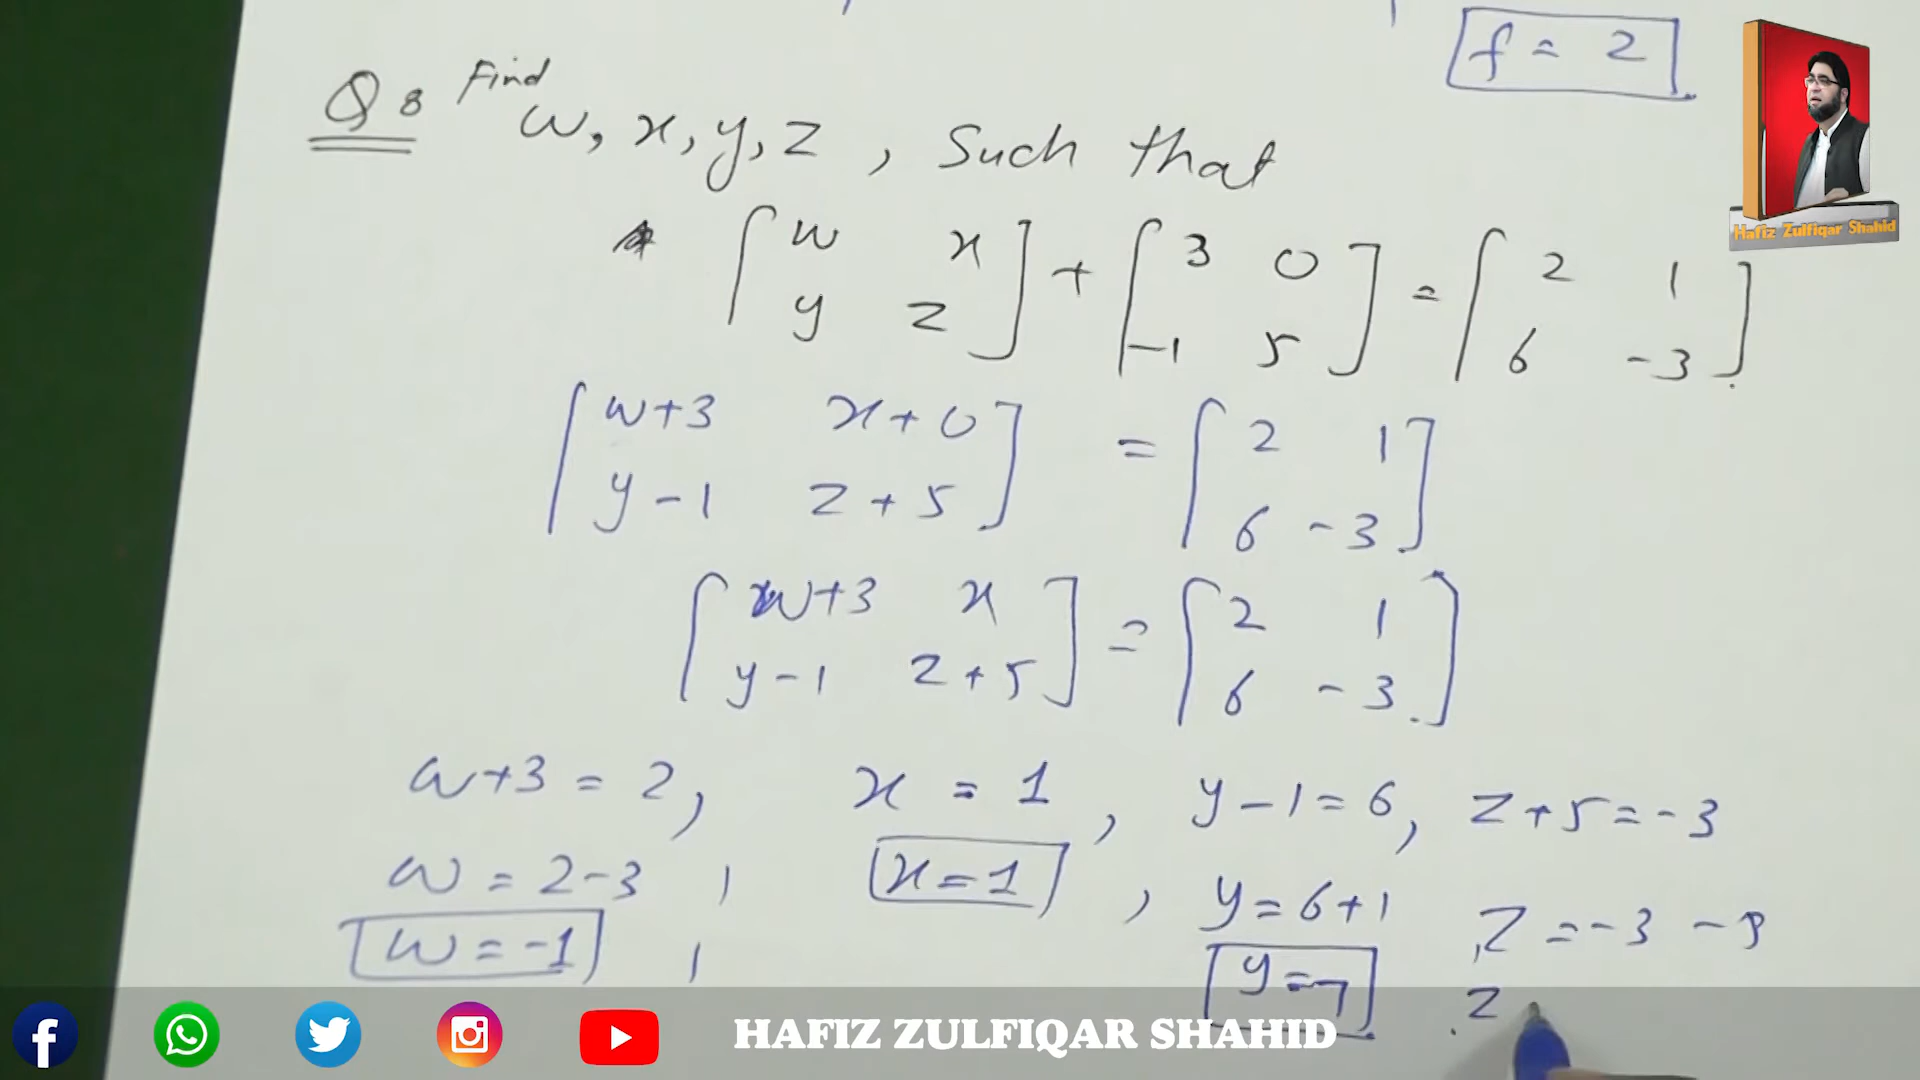 f = 2
Q 8 Find w, x, y, z, Such that
[w x y z] + [3 0 -1 5] = [2 1 6 -3]
[w+3 x+0 y-1 z+5] = [2 1 6 -3]
[w+3 x y-1 z+5] = [2 1 6 -3]
w+3 = 2, x = 1, y-1=6, z+5=-3
w = 2-3, x=1, y=6+1, z=-3-
w=-1, y=7, z
Hafiz Zulfiqar Shahid
HAFIZ ZULFIQAR SHAHID